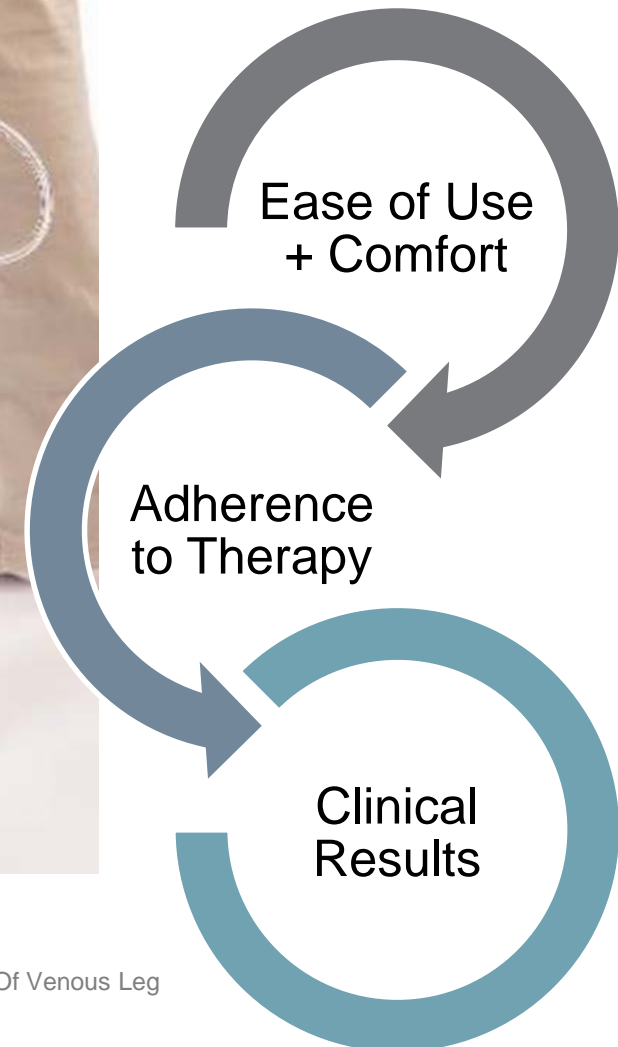 Ease of Use
+ Comfort
Adherence
to Therapy
Clinical
Results
Of Venous Leg